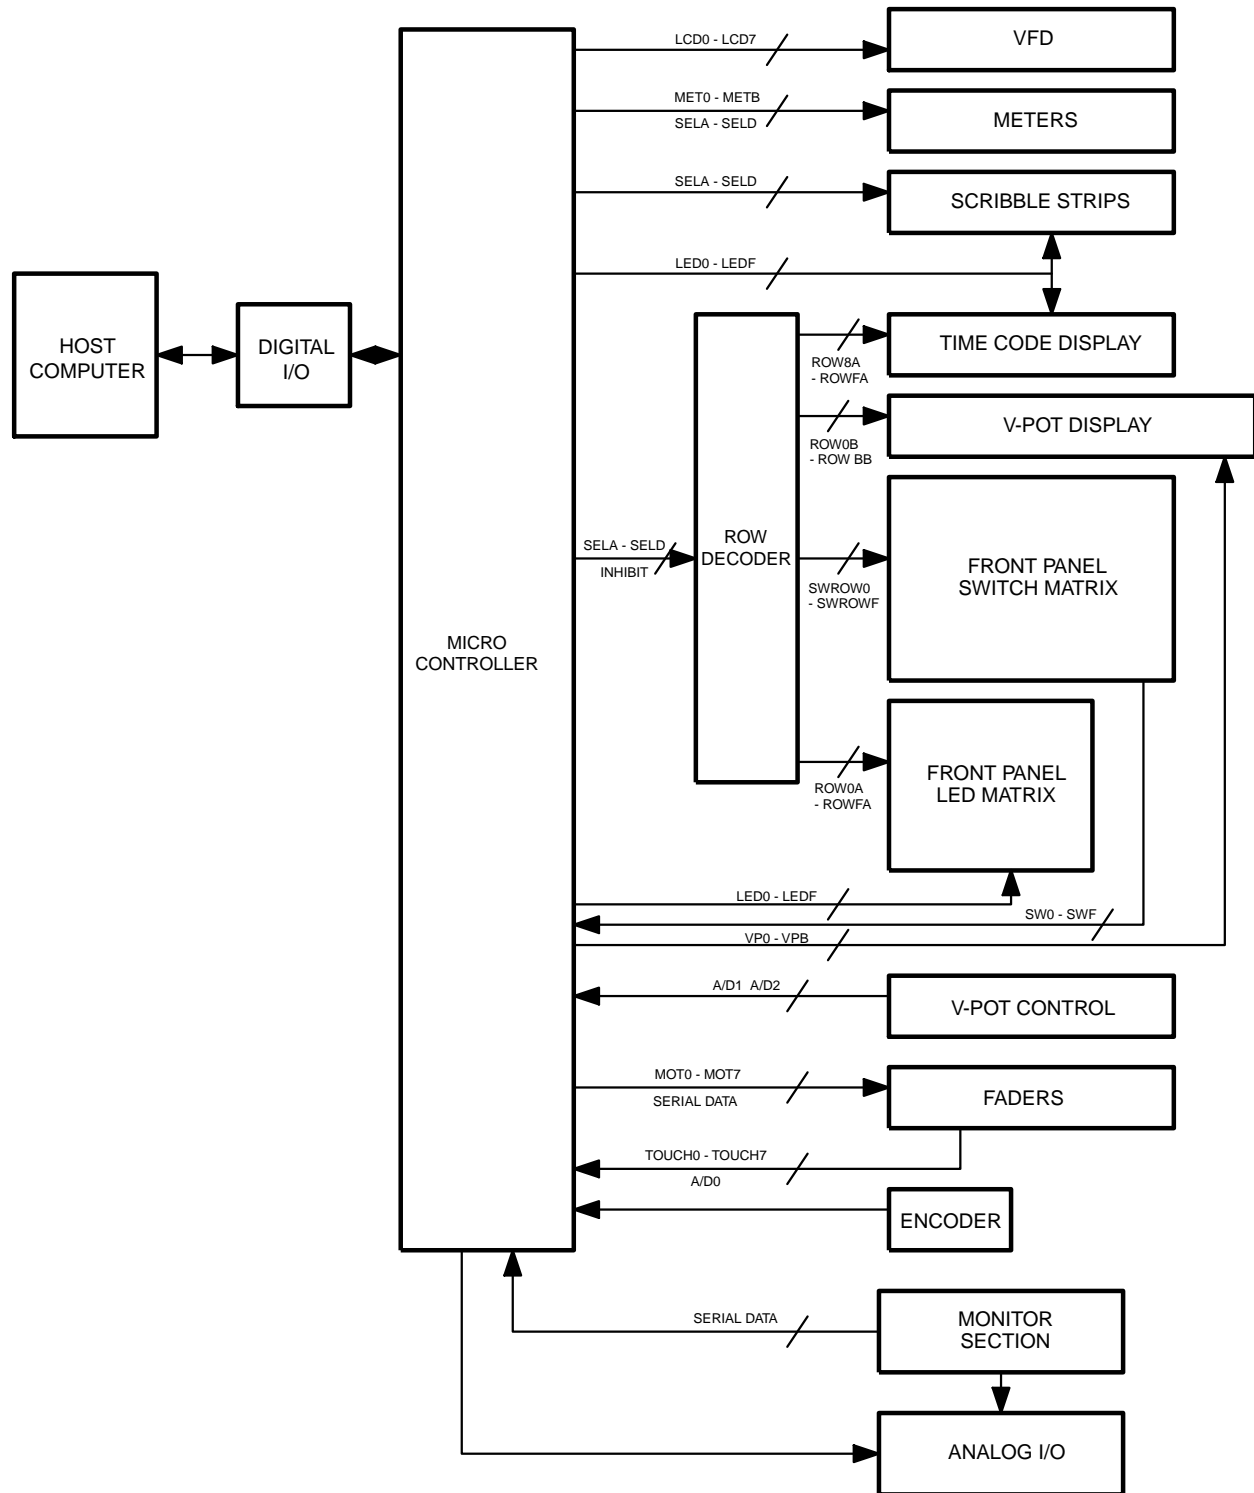 LCD0 - LCD7
VFD
MET0 - METB
SELA - SELD
METERS
SELA - SELD
SCRIBBLE STRIPS
LED0 - LEDF
HOST
COMPUTER
DIGITAL
I/O
TIME CODE DISPLAY
ROW8A
- ROWFA
V-POT DISPLAY
ROW0B
- ROW BB
SELA - SELD
INHIBIT
ROW
DECODER
SWROW0
- SWROWF
FRONT PANEL
SWITCH MATRIX
MICRO
CONTROLLER
ROW0A
- ROWFA
FRONT PANEL
LED MATRIX
LED0 - LEDF
SW0 - SWF
VP0 - VPB
A/D1 A/D2
V-POT CONTROL
MOT0 - MOT7
SERIAL DATA
FADERS
TOUCH0 - TOUCH7
A/D0
ENCODER
SERIAL DATA
MONITOR
SECTION
ANALOG I/O